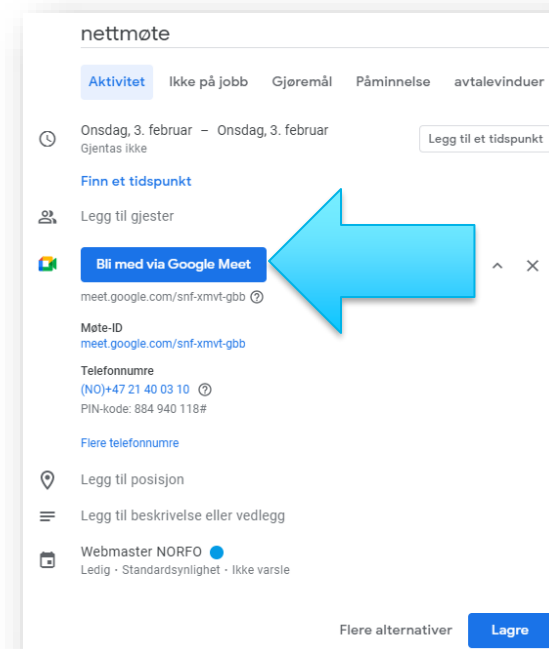 nettmøte
Aktivitet Ikke på jobb Gjøremål Påminnelse avtalevinduer
Onsdag, 3. februar – Onsdag, 3. februar
Legg til et tidspunkt
Gjentas ikke
Finn et tidspunkt
Legg til gjester
Bli med via Google Meet
meet.google.com/snf-xmvt-gbb
Møte-ID
meet.google.com/snf-xmvt-gbb
Telefonnumre
(NO)+47 21 40 03 10
PIN-kode: 884 940 118#
Flere telefonnumre
Legg til posisjon
Legg til beskrivelse eller vedlegg
Webmaster NORFO
Ledig · Standardsynlighet · Ikke varsle
Flere alternativer Lagre